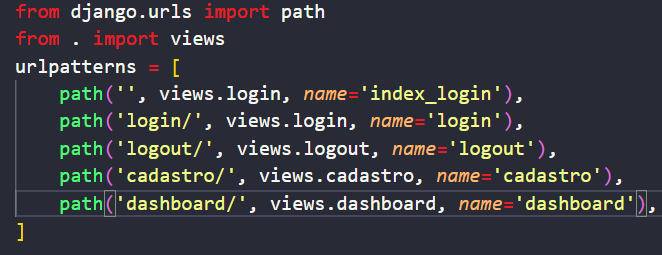 from django.urls import path
from . import views
urlpatterns = [
    path('', views.login, name='index_login'),
    path('login/', views.login, name='login'),
    path('logout/', views.logout, name='logout'),
    path('cadastro/', views.cadastro, name='cadastro'),
    path('dashboard/', views.dashboard, name='dashboard'),
]